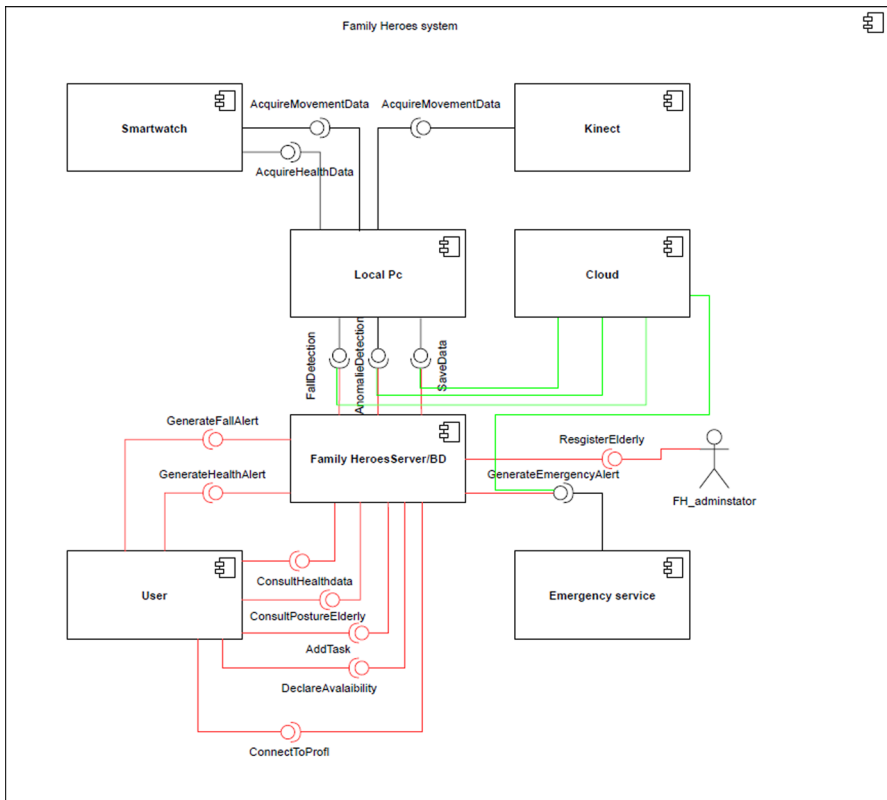 Family Heroes system
AcquireMovementData
AcquireMovementData
Smartwatch
Kinect
AcquireHealthData
Local Pc
Cloud
FallDetection
AnomalieDetection
SaveData
GenerateFallAlert
Family HeroesServer/BD
ResgisterElderly
GenerateHealthAlert
GenerateEmergencyAlert
FH_adminstator
ConsultHealthdata
User
Emergency service
ConsultPostureElderly
AddTask
DeclareAvalaibility
ConnectToProfl